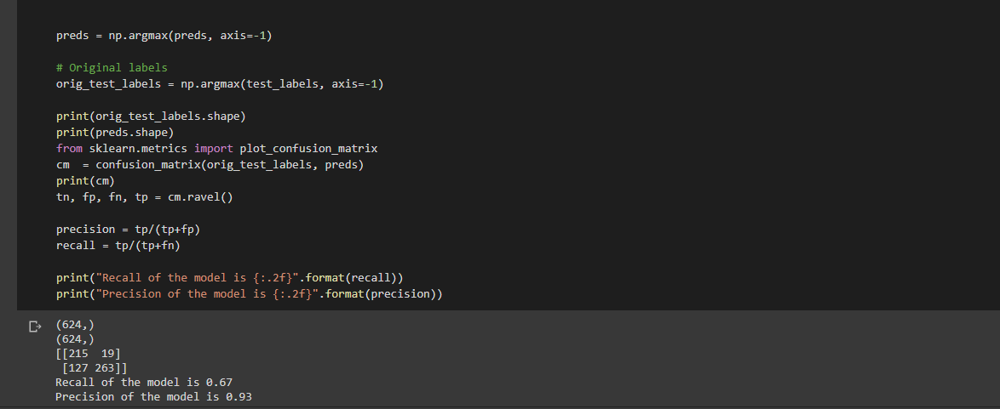 preds = np.argmax(preds, axis=-1)
# Original labels
orig_test_labels = np.argmax(test_labels, axis=-1)
print(orig_test_labels.shape)
print(preds.shape)
from sklearn.metrics import plot_confusion_matrix
cm  = confusion_matrix(orig_test_labels, preds)
print(cm)
tn, fp, fn, tp = cm.ravel()
precision = tp/(tp+fp)
recall = tp/(tp+fn)
print("Recall of the model is {:.2f}".format(recall))
print("Precision of the model is {:.2f}".format(precision))
(624,)
(624,)
[[215  19]
 [127 263]]
Recall of the model is 0.67
Precision of the model is 0.93